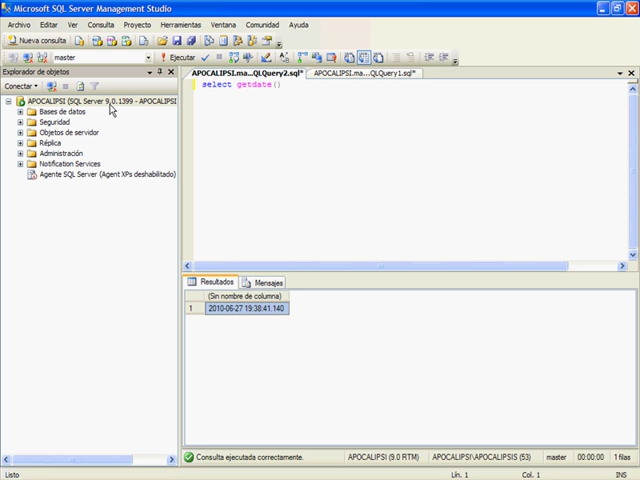 Microsoft SQL Server Management Studio
Archivo Editar Ver Consulta Proyecto Herramientas Ventana Comunidad Ayuda
Nueva consulta
master Ejecutar
Explorador de objetos
Conectar
APOCALIPSI (SQL Server 9.0.1399 - APOCALIPSI
Bases de datos
Seguridad
Objetos de servidor
Réplica
Administración
Notification Services
Agente SQL Server (Agent XPs deshabilitado)
APOCALIPSI.ma...QLQuery2.sql* APOCALIPSI.ma...QLQuery1.sql*
select getdate()
Resultados Mensajes
(Sin nombre de columna)
1 2010-06-27 19:38:41.140
Consulta ejecutada correctamente. APOCALIPSI (9.0 RTM) APOCALIPSI\APOCALIPSIS (53) master 00:00:00 1 filas
Listo Lín. 1 Col. 1 INS